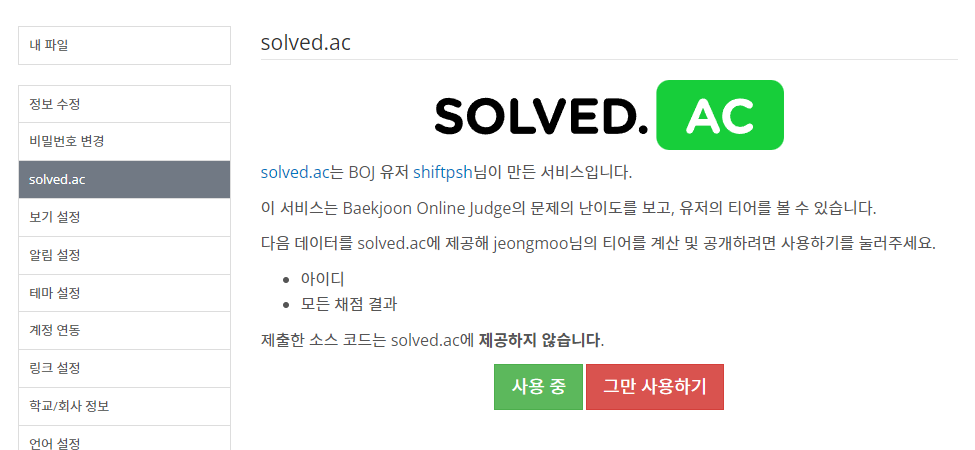 내 파일
정보 수정
비밀번호 변경
solved.ac
보기 설정
알림 설정
테마 설정
계정 연동
링크 설정
학교/회사 정보
언어 설정
solved.ac
SOLVED.AC
solved.ac는 BOJ 유저 shiftpsh님이 만든 서비스입니다.
이 서비스는 Baekjoon Online Judge의 문제의 난이도를 보고, 유저의 티어를 볼 수 있습니다.
다음 데이터를 solved.ac에 제공해 jeongmoo님의 티어를 계산 및 공개하려면 사용하기를 눌러주세요.
• 아이디
• 모든 채점 결과
제출한 소스 코드는 solved.ac에 제공하지 않습니다.
사용 중 그만 사용하기